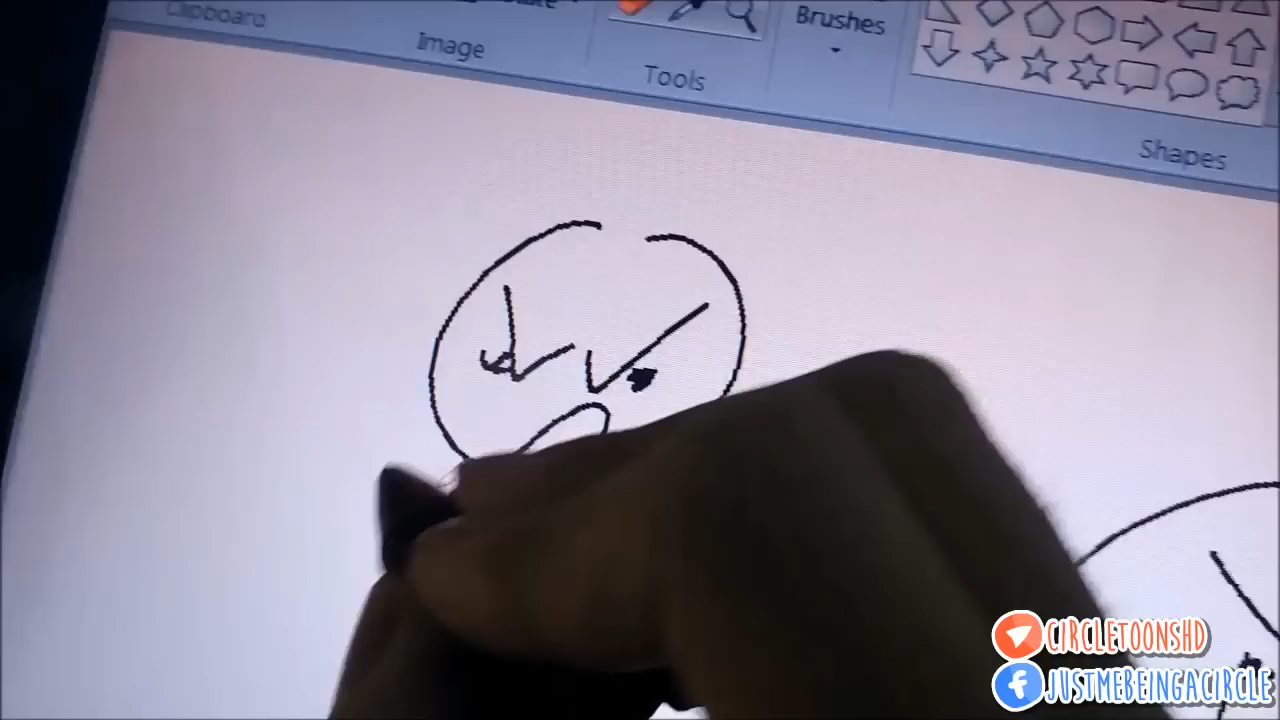 Clipboard
Image
Tools
Brushes
Shapes
CIRCLETOONSHD
JUSTMEBEINGACIRCLE